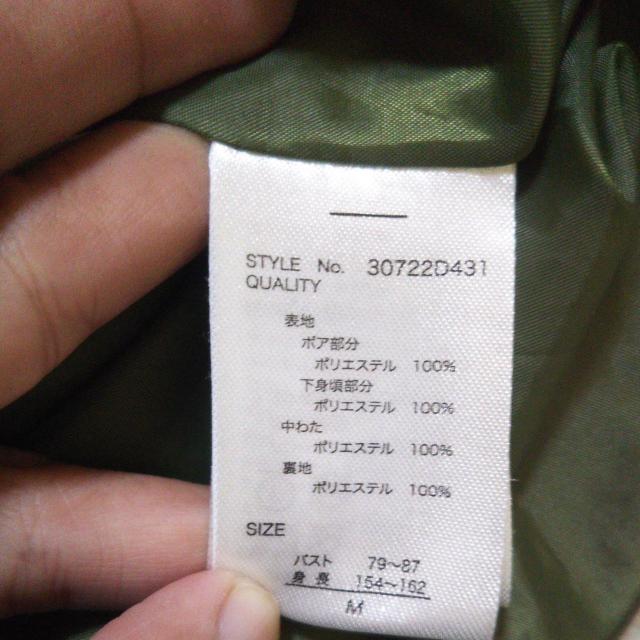 STYLE No. 30722D431
QUALITY
表地
ボア部分
ポリエステル 100%
下身頃部分
ポリエステル 100%
中わた
ポリエステル 100%
裏地
ポリエステル 100%
SIZE
バスト 79~87
身長 154~162
M